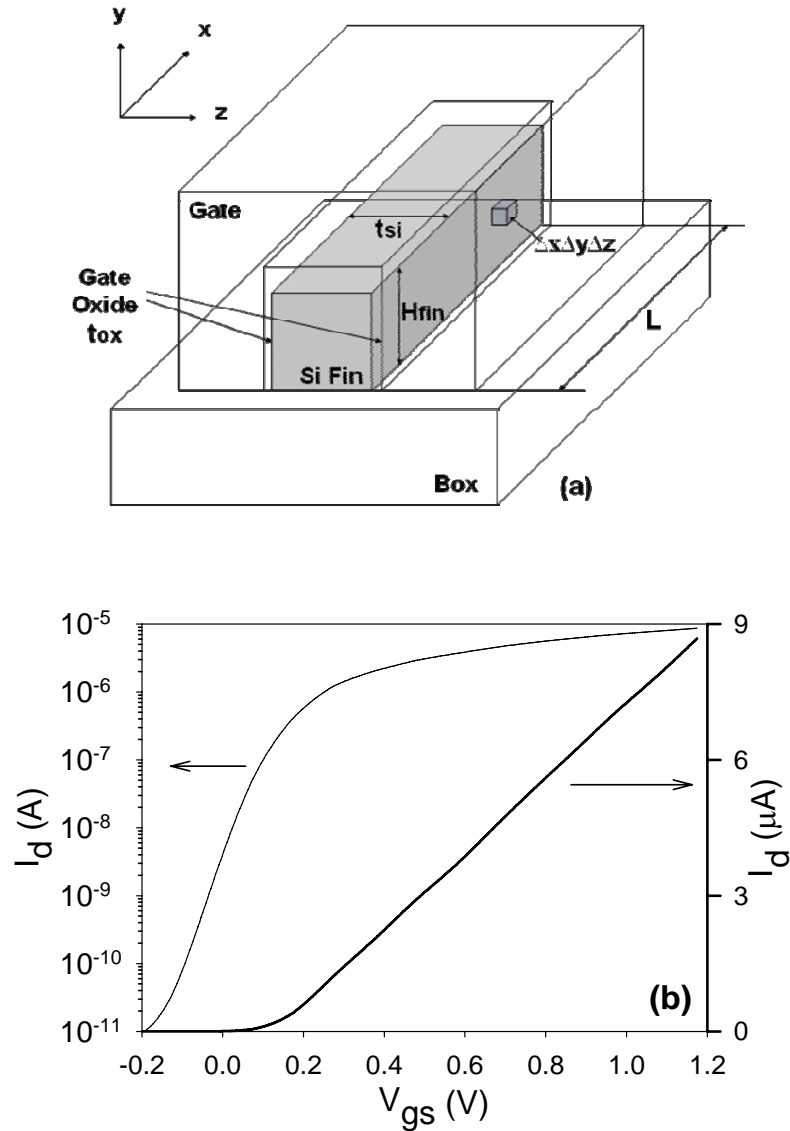 y
x
z
Gate
tsi
ΔxΔyΔz
Gate
Oxide
tox
Hfin
L
Si Fin
Box
(a)
10-5
10-6
10-7
10-8
10-9
10-10
10-11
Id (A)
9
6
3
0
Id (μA)
(b)
-0.2 0.0 0.2 0.4 0.6 0.8 1.0 1.2
Vgs (V)